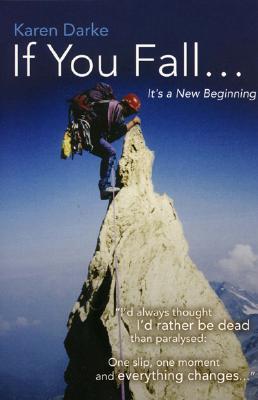 Karen Darke
If You Fall...
It's a New Beginning
"I'd always thought
I'd rather be dead
than paralysed:
One slip, one moment
and everything changes..."